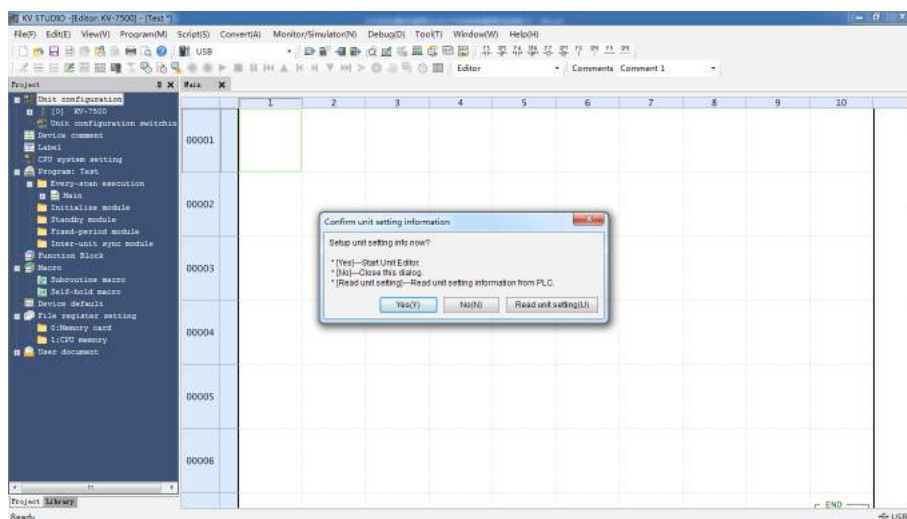 KV STUDIO -[Editor: KV-7500] - [Test *]
File(F) Edit(E) View(V) Program(M) Script(S) Convert(A) Monitor/Simulator(N) Debug(D) Tool(T) Window(W) Help(H)
USB
Editor Comments Comment 1
Project
Main
Unit configuration
[0] KV-7500
Unit configuration switchin
Device comment
Label
CPU system setting
Program: Test
Every-scan execution
Main
Initialize module
Standby module
Fixed-period module
Inter-unit sync module
Function Block
Macro
Subroutine macro
Self-hold macro
Device default
File register setting
0:Memory card
1:CPU memory
User document
Project Library
Ready
1 2 3 4 5 6 7 8 9 10
00001
00002
00003
00004
00005
00006
Confirm unit setting information
Setup unit setting info now?
* [Yes]---Start Unit Editor.
* [No]---Close this dialog.
* [Read unit setting]---Read unit setting information from PLC.
Yes(Y) No(N) Read unit setting(U)
END
USB